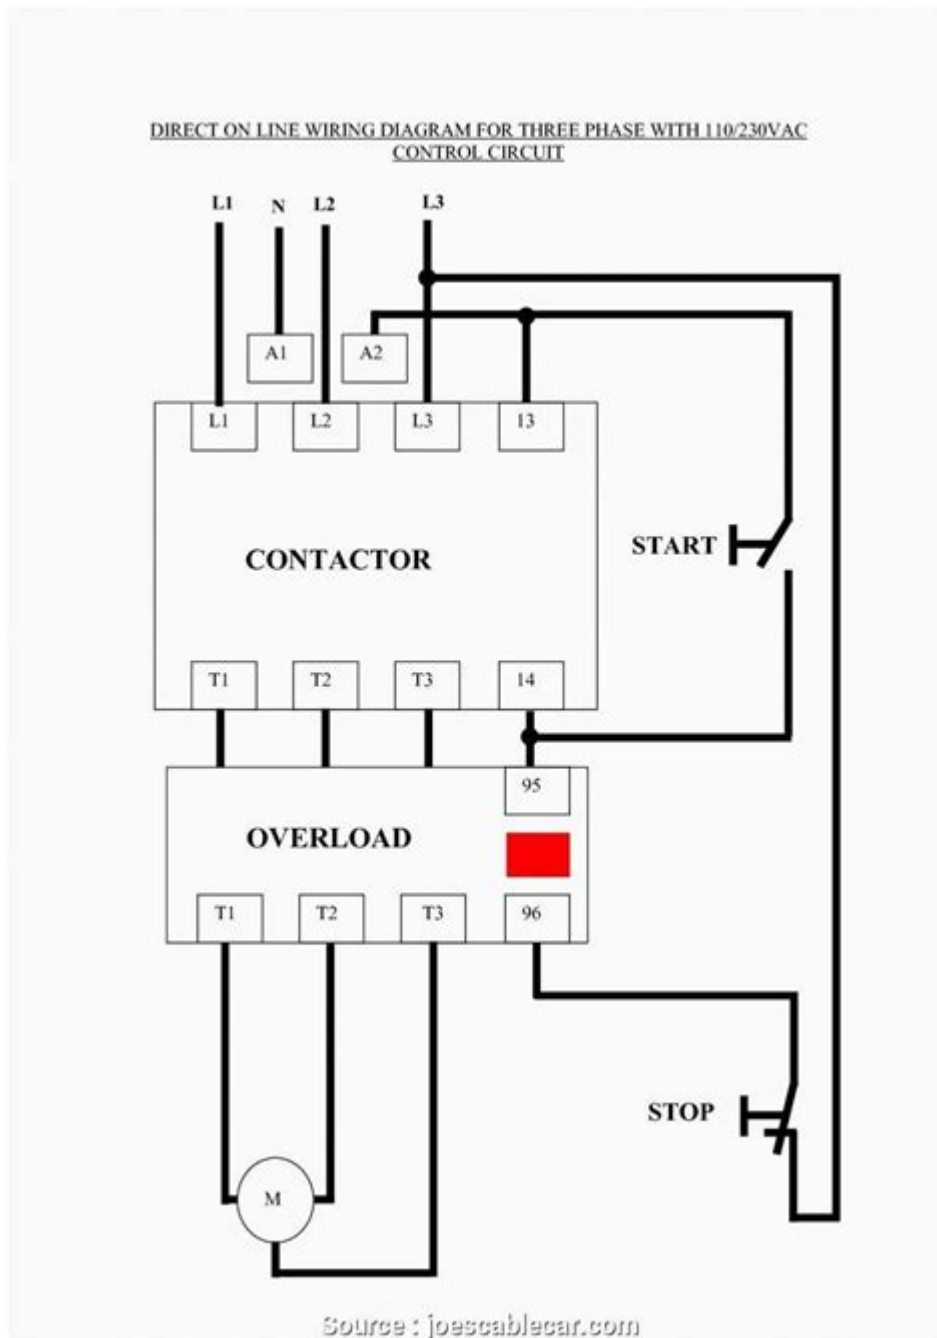 DIRECT ON LINE WIRING DIAGRAM FOR THREE PHASE WITH 110/230VAC
CONTROL CIRCUIT
L1 N L2 L3
A1 A2
L1 L2 L3 13
CONTACTOR
START
T1 T2 T3 14
95
OVERLOAD
T1 T2 T3 96
STOP
M
Source : joescablecar.com